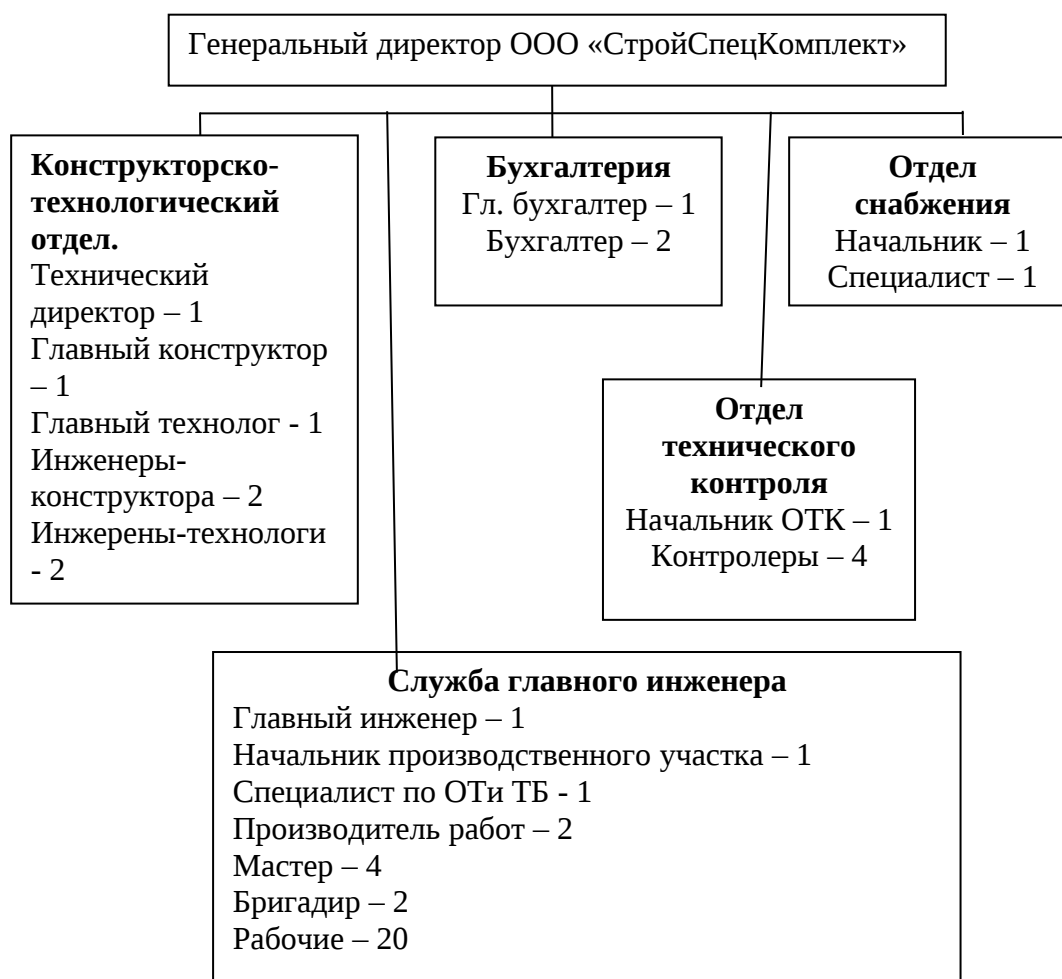 Генеральный директор ООО «СтройСпецКомплект»
Конструкторско-
технологический
отдел.
Технический
директор – 1
Главный конструктор
– 1
Главный технолог - 1
Инженеры-
конструктора – 2
Инжерены-технологи
- 2
Бухгалтерия
Гл. бухгалтер – 1
Бухгалтер – 2
Отдел
снабжения
Начальник – 1
Специалист – 1
Отдел
технического
контроля
Начальник ОТК – 1
Контролеры – 4
Служба главного инженера
Главный инженер – 1
Начальник производственного участка – 1
Специалист по ОТи ТБ - 1
Производитель работ – 2
Мастер – 4
Бригадир – 2
Рабочие – 20